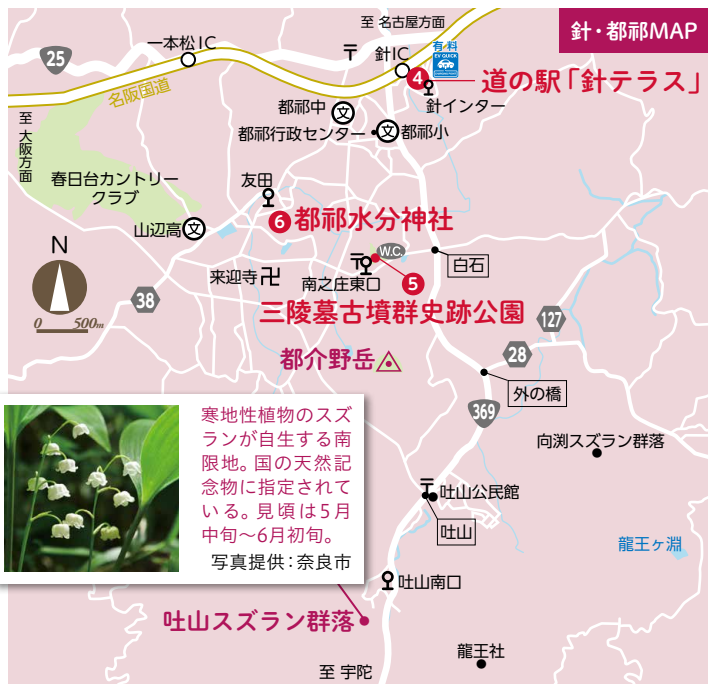 針・都祁MAP
至 名古屋方面
一本松IC
25
針IC
有料
EV QUICK
4
道の駅「針テラス」
針インター
名阪国道
都祁中
文
都祁行政センター
文
都祁小
至 大阪方面
春日台カントリー
クラブ
友田
6
都祁水分神社
山辺高
文
W.C.
白石
N
来迎寺
南之庄東口
5
38
0 500m
三陵墓古墳群史跡公園
127
都介野岳
28
外の橋
369
寒地性植物のスズ
ランが自生する南
限地。国の天然記
念物に指定されて
いる。見頃は5月
中旬〜6月初旬。
写真提供：奈良市
向渕スズラン群落
吐山公民館
吐山
龍王ヶ淵
吐山南口
吐山スズラン群落
龍王社
至 宇陀